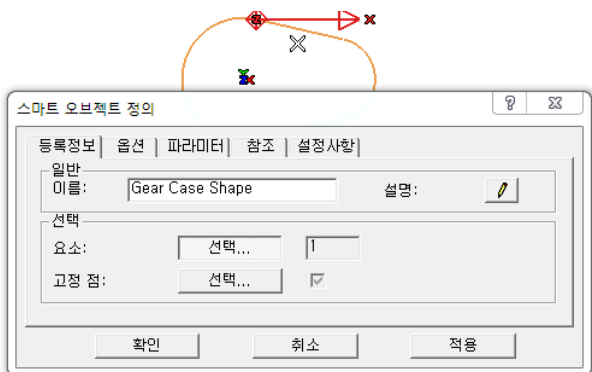 x
스마트 오브젝트 정의
등록정보 옵션 파라미터 참조 설정사항
일반
이름: Gear Case Shape 설명:
선택
요소: 선택... 1
고정 점: 선택...
확인 취소 적용